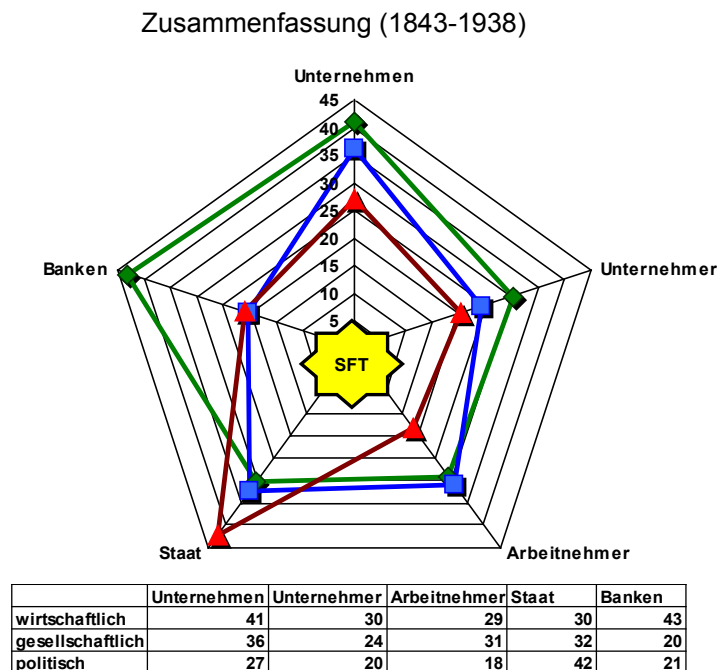 Zusammenfassung (1843-1938)
Unternehmen
45
40
35
30
25
20
15
10
5
Banken
Unternehmer
SFT
Staat
Arbeitnehmer
Unternehmen Unternehmer Arbeitnehmer Staat Banken
wirtschaftlich 41 30 29 30 43
gesellschaftlich 36 24 31 32 20
politisch 27 20 18 42 21